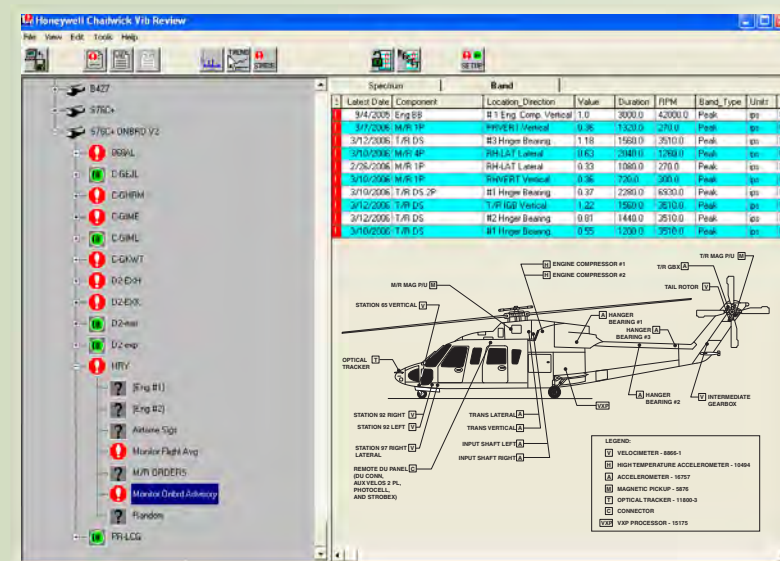 Honeywell Chadwick Vib Review
File View Edit Tools Help
TREND
SETUP
B427
S76C+
S76C+ ONBRD V2
C-GEJL
C-GHRM
C-GIME
C-GIML
C-GKWT
D2-EXH
D2-EXK
D2-exp
HRY
(Eng #1)
(Eng #2)
Airframe Sigs
Monitor Flight Avg
M/R ORDERS
Monitor Onbrd Advisory
Random
PR-LCG
Spectrum Band
! Latest Date Component Location_Direction Value Duration RPM Band_Type Units
9/4/2005 Eng BB #1 Eng. Comp. Vertical 1.0 3000.0 42000.0 Peak ips
3/7/2006 M/R 1P RHVERT Vertical 0.36 1320.0 270.0 Peak ips
3/12/2006 T/R DS #3 Hnger Bearing 1.18 1560.0 3510.0 Peak ips
3/10/2006 M/R 4P RH-LAT Lateral 0.63 2040.0 1260.0 Peak ips
2/26/2006 M/R 1P RH-LAT Lateral 0.33 1080.0 270.0 Peak ips
3/10/2006 M/R 1P RHVERT Vertical 0.36 720.0 300.0 Peak ips
3/10/2006 T/R DS 2P #1 Hnger Bearing 0.37 2280.0 6930.0 Peak ips
3/12/2006 T/R DS T/R IGB Vertical 1.22 1560.0 3510.0 Peak ips
3/12/2006 T/R DS #2 Hnger Bearing 0.81 1440.0 3510.0 Peak ips
3/10/2006 T/R DS #1 Hnger Bearing 0.55 1200.0 3510.0 Peak ips
T/R MAG P/U M
H ENGINE COMPRESSOR #1
T/R GBX A
H ENGINE COMPRESSOR #2
M/R MAG P/U M
TAIL ROTOR V
STATION 65 VERTICAL V
A HANGER
BEARING #1
HANGER A
BEARING #3
OPTICAL T
TRACKER
A HANGER
BEARING #2
V INTERMEDIATE
GEARBOX
VXP
STATION 92 RIGHT V
STATION 92 LEFT V
TRANS LATERAL A
TRANS VERTICAL A
STATION 97 RIGHT V
LATERAL
INPUT SHAFT LEFT A
INPUT SHAFT RIGHT A
REMOTE DU PANEL C
(DU CONN,
AUX VELOS 2 PL,
PHOTOCELL,
AND STROBEX)
LEGEND:
V VELOCIMETER - 6866-1
H HIGH TEMPERATURE ACCELEROMETER - 10494
A ACCELEROMETER - 16757
M MAGNETIC PICKUP - 5876
T OPTICAL TRACKER - 11800-3
C CONNECTOR
VXP VXP PROCESSOR - 15175